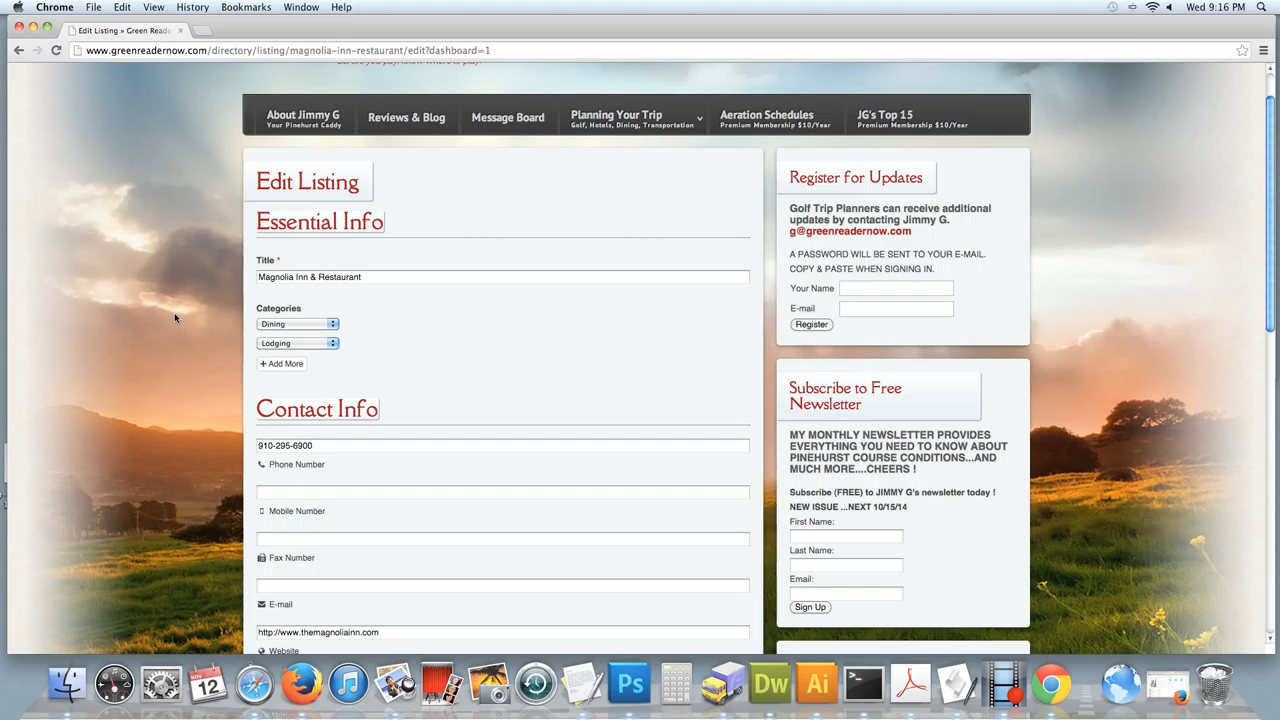 Chrome File Edit View History Bookmarks Window Help Wed 9:16 PM
Edit Listing » Green Reade
www.greenreadernow.com/directory/listing/magnolia-inn-restaurant/edit?dashboard=1
About Jimmy G Reviews & Blog Message Board Planning Your Trip Aeration Schedules JG's Top 15
Your Pinehurst Caddy Golf, Hotels, Dining, Transportation Premium Membership $10/Year Premium Membership $10/Year
Edit Listing
Essential Info
Title *
Magnolia Inn & Restaurant
Categories
Dining
Lodging
+ Add More
Contact Info
910-295-6900
Phone Number
Mobile Number
Fax Number
E-mail
http://www.themagnoliainn.com
Website
Register for Updates
Golf Trip Planners can receive additional
updates by contacting Jimmy G.
g@greenreadernow.com
A PASSWORD WILL BE SENT TO YOUR E-MAIL.
COPY & PASTE WHEN SIGNING IN.
Your Name
E-mail
Register
Subscribe to Free
Newsletter
MY MONTHLY NEWSLETTER PROVIDES
EVERYTHING YOU NEED TO KNOW ABOUT
PINEHURST COURSE CONDITIONS...AND
MUCH MORE....CHEERS !
Subscribe (FREE) to JIMMY G's newsletter today !
NEW ISSUE ...NEXT 10/15/14
First Name:
Last Name:
Email:
Sign Up
NOV
12
Ps
Dw
Ai